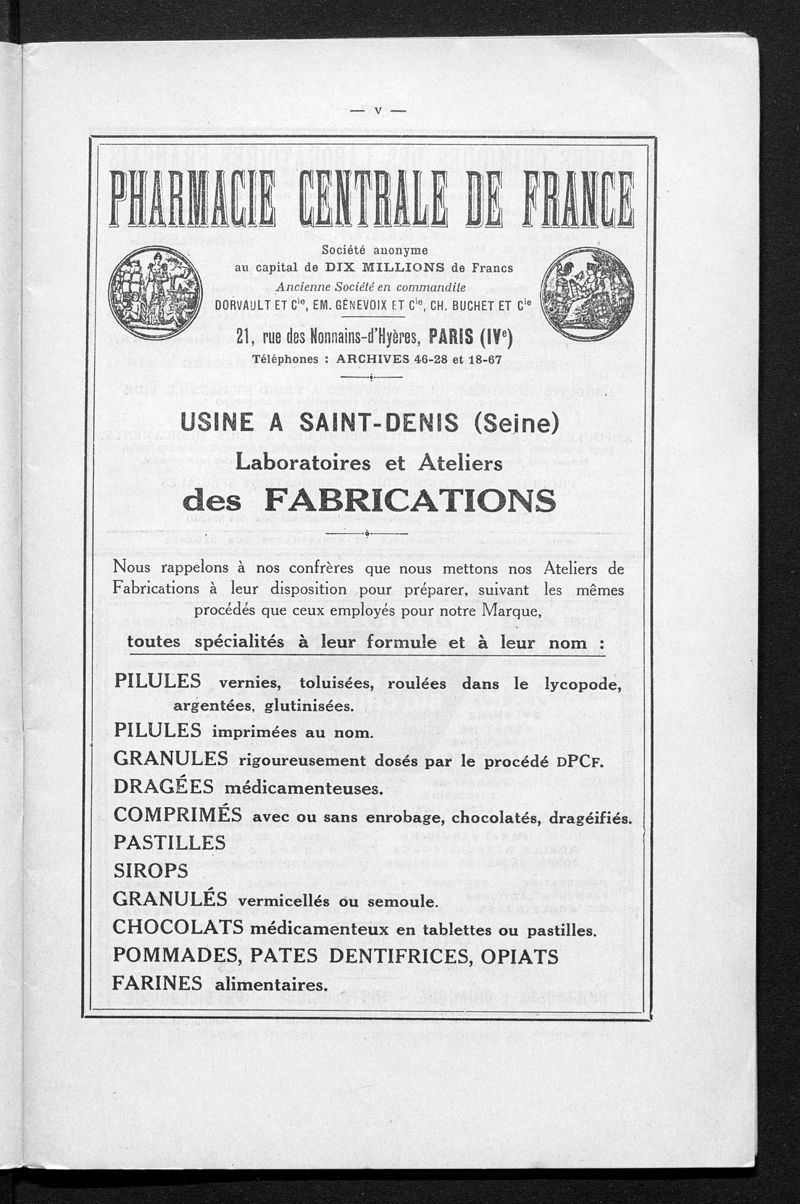 — V —
PHARMACIE CENTRALE DE FRANCE
Société anonyme
au capital de DIX MILLIONS de Francs
Ancienne Société en commandite
DORVAULT ET Cie, EM. GÉNEVOIX ET Cie, CH. BUCHET ET Cie
21, rue des Nonnains-d'Hyères, PARIS (IVe)
Téléphones : ARCHIVES 46-28 et 18-67
USINE A SAINT-DENIS (Seine)
Laboratoires et Ateliers
des FABRICATIONS
Nous rappelons à nos confrères que nous mettons nos Ateliers de
Fabrications à leur disposition pour préparer, suivant les mêmes
procédés que ceux employés pour notre Marque,
toutes spécialités à leur formule et à leur nom :
PILULES vernies, toluisées, roulées dans le lycopode,
argentées, glutinisées.
PILULES imprimées au nom.
GRANULES rigoureusement dosés par le procédé DPCF.
DRAGÉES médicamenteuses.
COMPRIMÉS avec ou sans enrobage, chocolatés, dragéifiés.
PASTILLES
SIROPS
GRANULÉS vermicellés ou semoule.
CHOCOLATS médicamenteux en tablettes ou pastilles.
POMMADES, PATES DENTIFRICES, OPIATS
FARINES alimentaires.